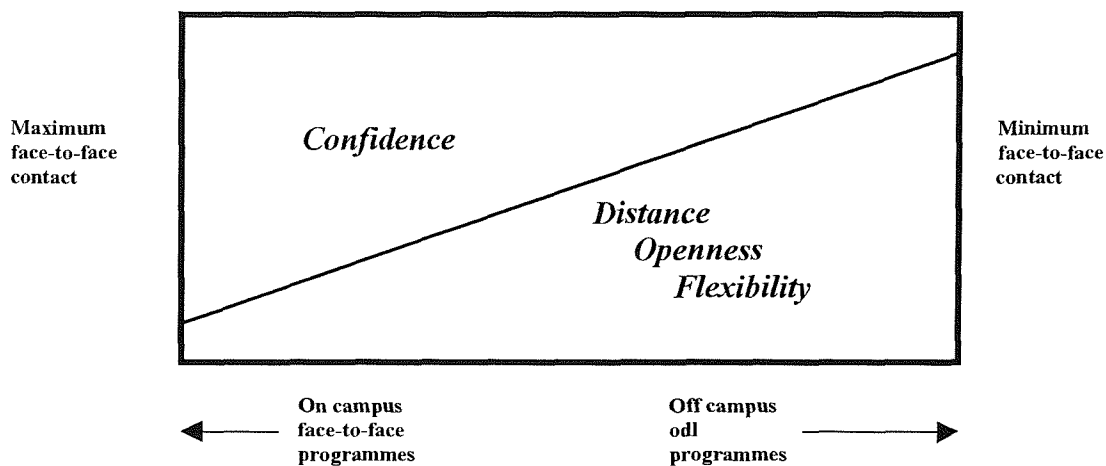 Maximum
face-to-face
contact
Confidence
Distance
Openness
Flexibility
Minimum
face-to-face
contact
On campus
face-to-face
programmes
Off campus
odl
programmes